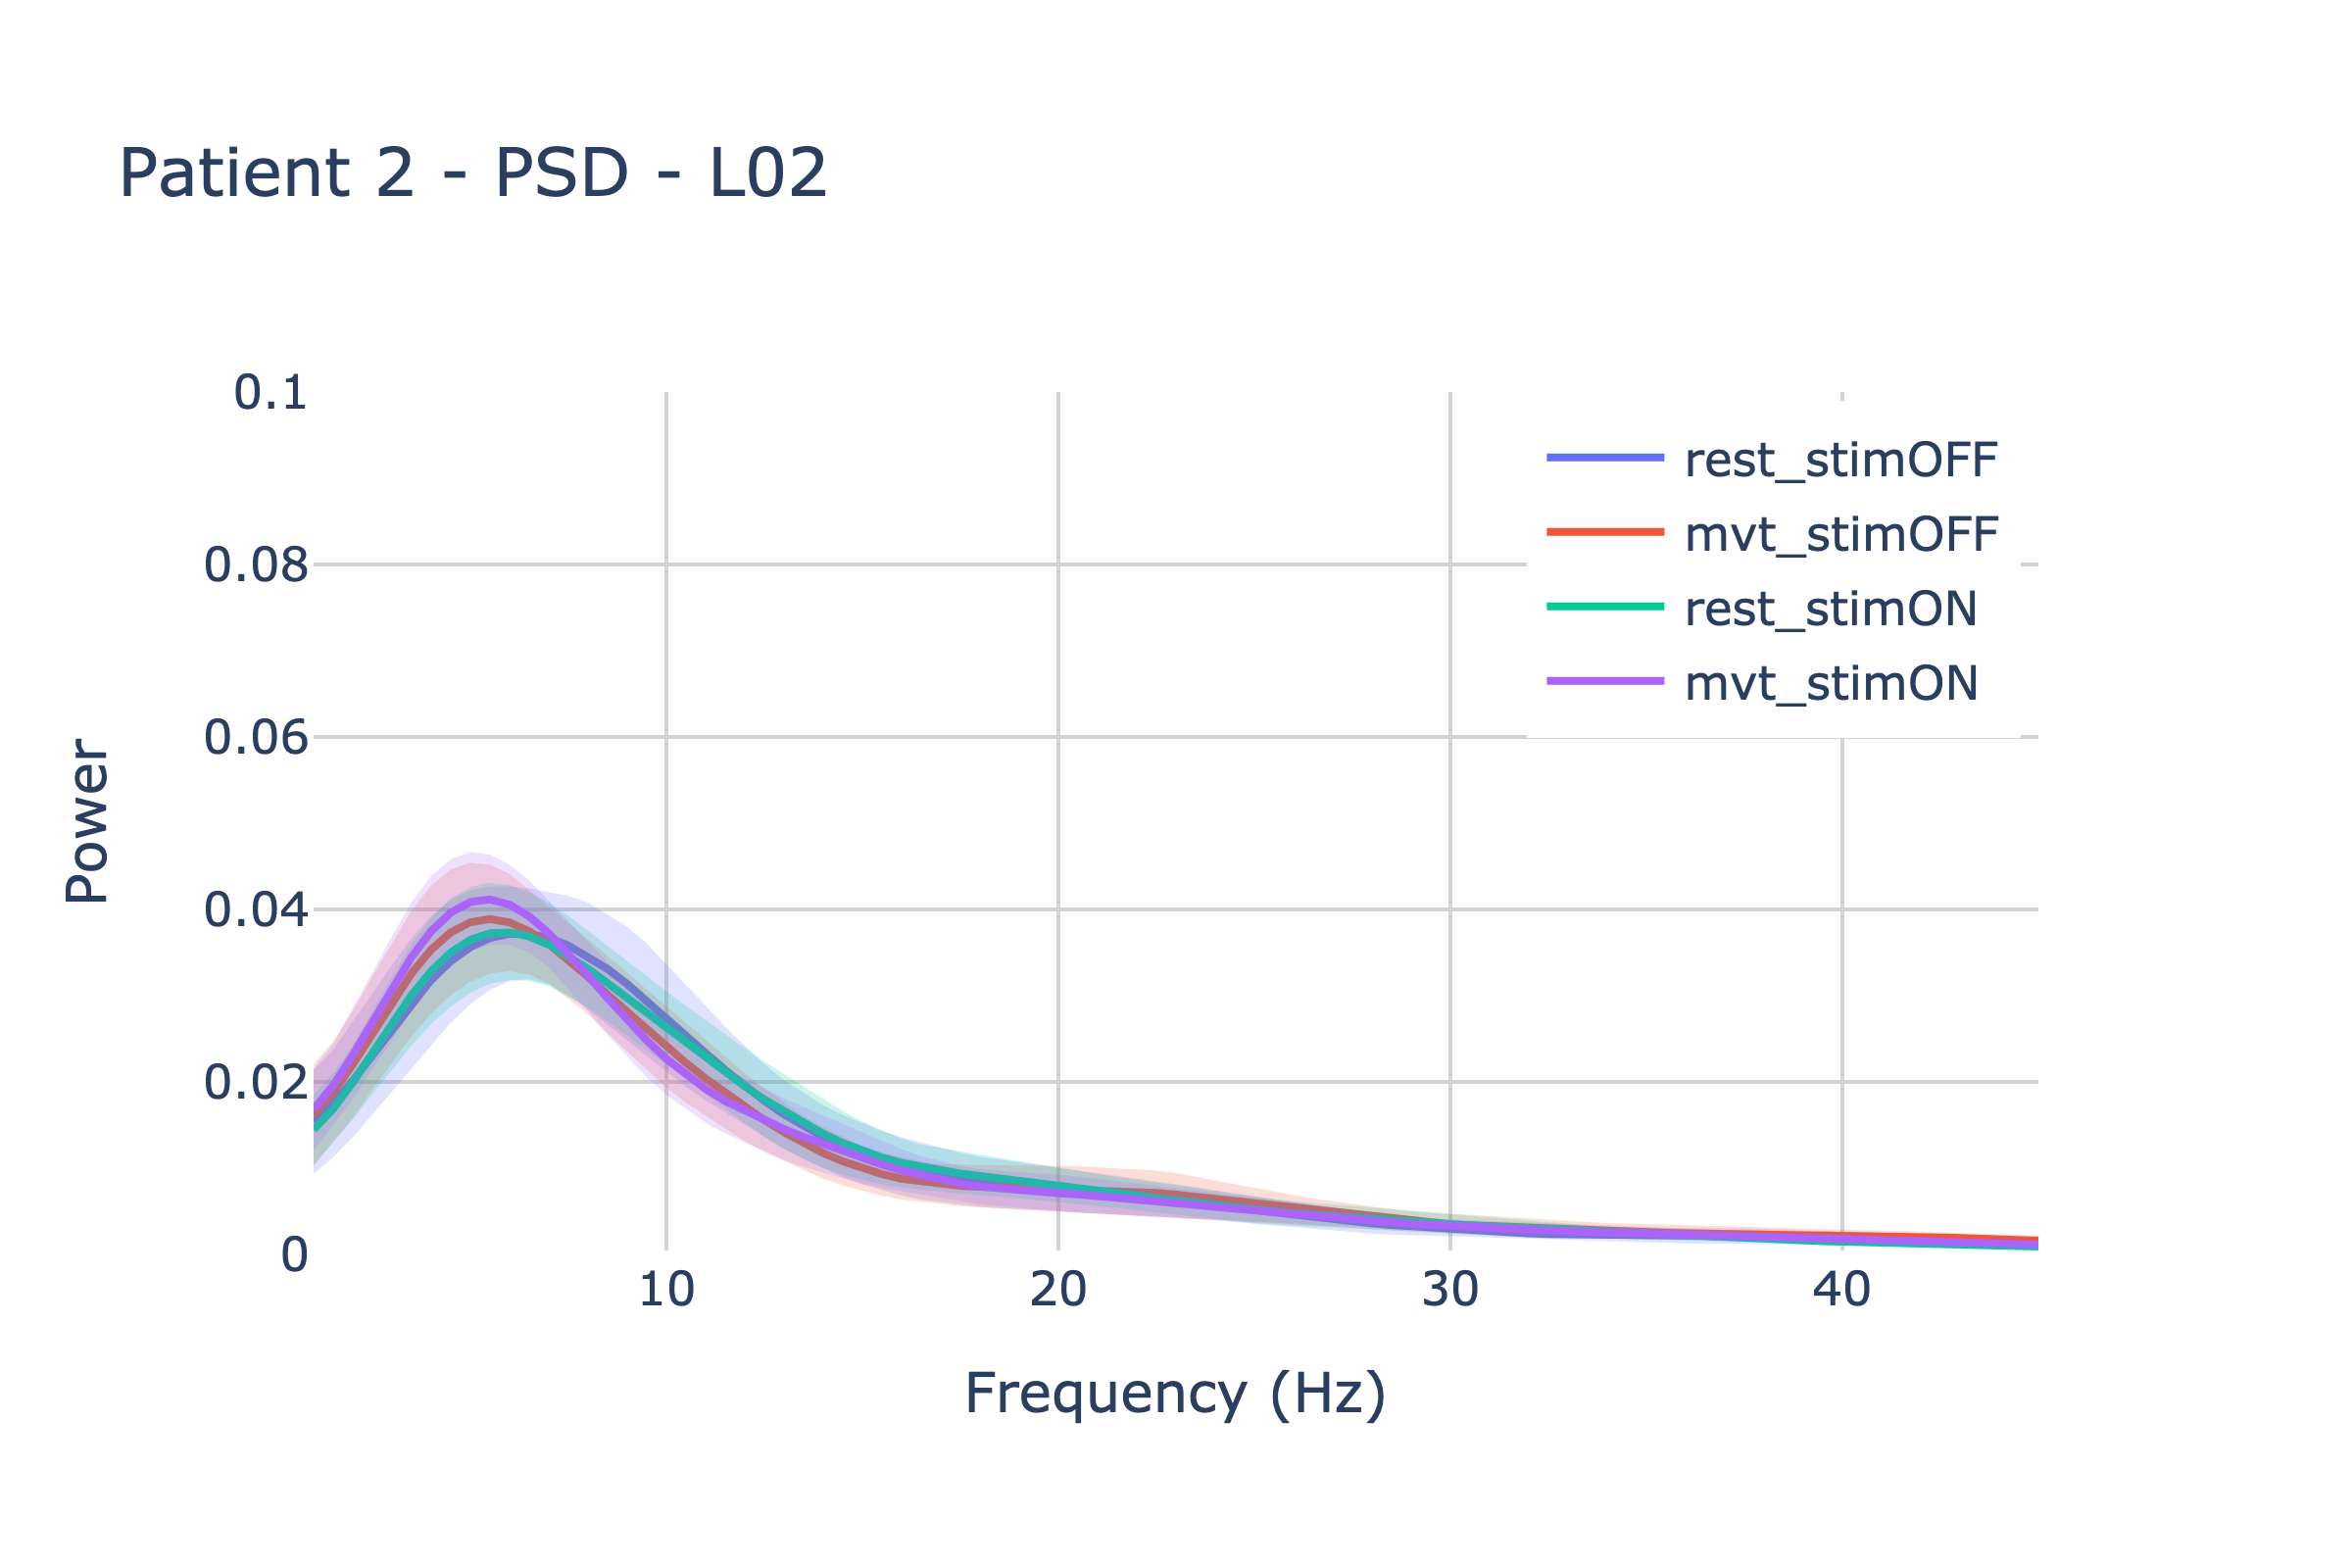 Patient 2 - PSD - L02
0.1
0.08
0.06
0.04
0.02
0
Power
rest_stimOFF
mvt_stimOFF
rest_stimON
mvt_stimON
10
20
30
40
Frequency (Hz)